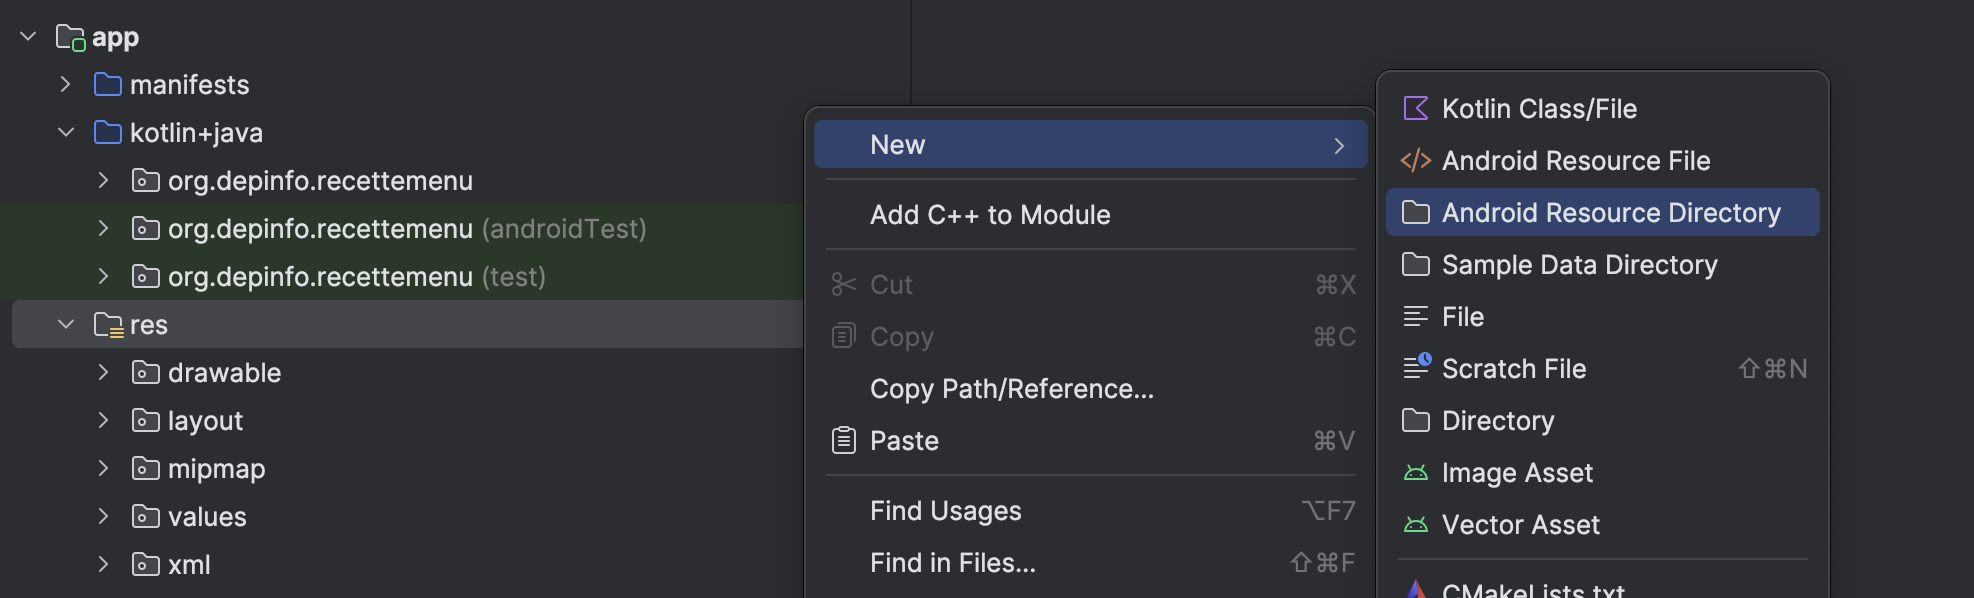 app
manifests
kotlin+java
org.depinfo.recettemenu
org.depinfo.recettemenu (androidTest)
org.depinfo.recettemenu (test)
res
drawable
layout
mipmap
values
xml
New
Add C++ to Module
Cut ⌘X
Copy ⌘C
Copy Path/Reference...
Paste ⌘V
Find Usages ⌥F7
Find in Files... ⇧⌘F
Kotlin Class/File
Android Resource File
Android Resource Directory
Sample Data Directory
File
Scratch File ⇧⌘N
Directory
Image Asset
Vector Asset
CMakeLists.txt